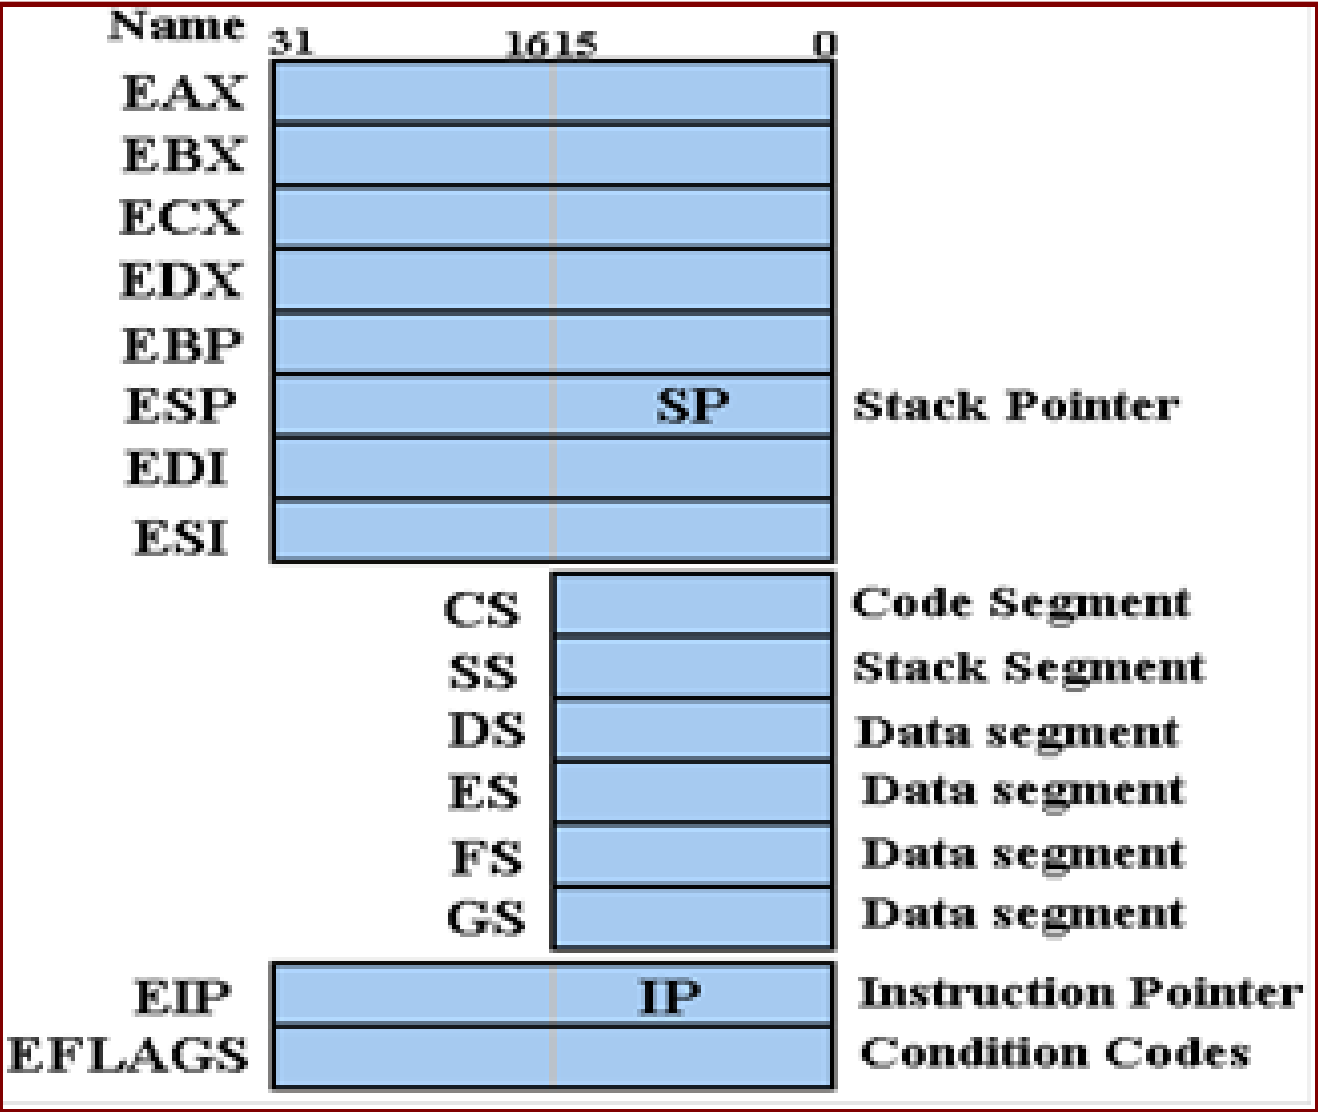 Name 31 16 15 0
EAX
EBX
ECX
EDX
EBP
ESP SP Stack Pointer
EDI
ESI
CS Code Segment
SS Stack Segment
DS Data segment
ES Data segment
FS Data segment
GS Data segment
EIP IP Instruction Pointer
EFLAGS Condition Codes